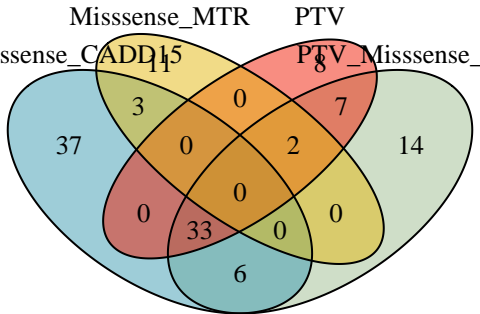 Misssense_MTR PTV
ssense_CADD15 PTV_Misssense_
11 8
3 0 7
37 0 2 14
0
0 33 0 0
6